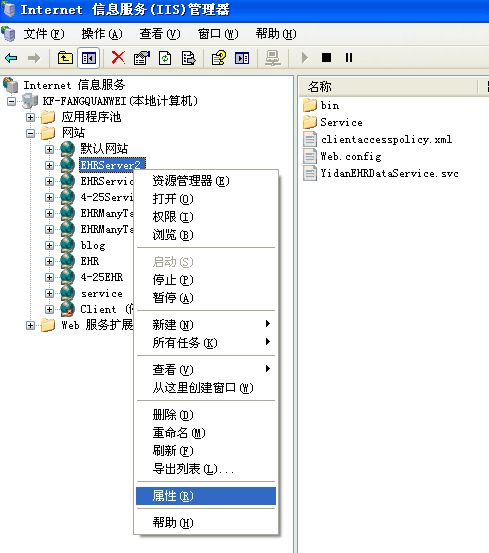 Internet 信息服务(IIS)管理器
文件(F) 操作(A) 查看(V) 窗口(W) 帮助(H)
Internet 信息服务
KF-FANGQUANWEI(本地计算机)
应用程序池
网站
默认网站
EHRServer2
EHRServic
4-25Servi
EHRManyTa
EHRManyTa
blog
EHR
4-25EHR
service
Client
Web 服务扩展
资源管理器(E)
打开(O)
权限(I)
浏览(B)
启动(S)
停止(P)
暂停(A)
新建(N)
所有任务(K)
查看(V)
从这里创建窗口(W)
删除(D)
重命名(M)
刷新(F)
导出列表(L)...
属性(R)
帮助(H)
名称
bin
Service
clientaccesspolicy.xml
Web.config
YidanEHRDataService.svc